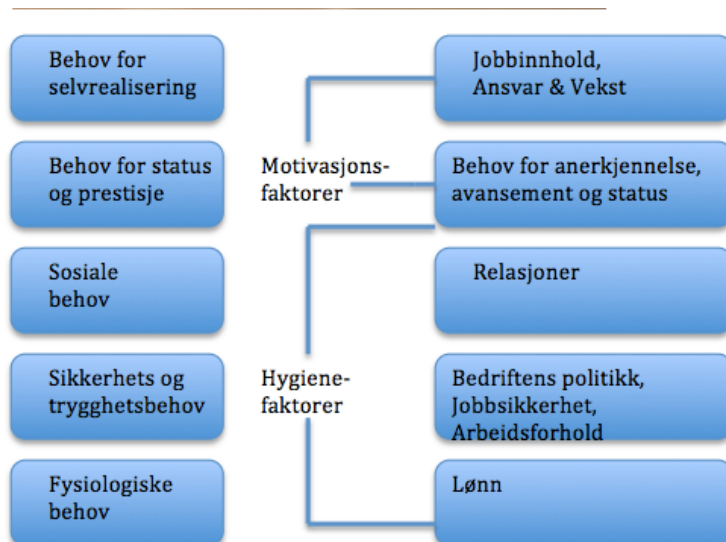 Behov for
selvrealisering
Jobbinnhold,
Ansvar & Vekst
Behov for status
og prestisje
Motivasjons-
faktorer
Behov for anerkjennelse,
avansement og status
Sosiale
behov
Relasjoner
Sikkerhets og
trygghetsbehov
Hygiene-
faktorer
Bedriftens politikk,
Jobbsikkerhet,
Arbeidsforhold
Fysiologiske
behov
Lønn